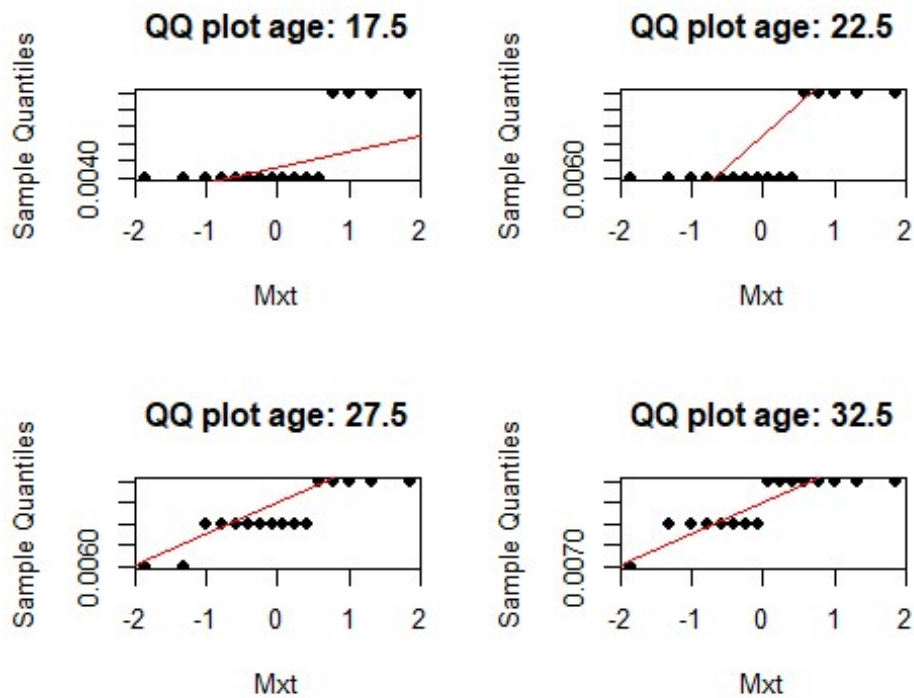 QQ plot age: 17.5
Sample Quantiles
0.0040
-2 -1 0 1 2
Mxt
QQ plot age: 22.5
Sample Quantiles
0.0060
-2 -1 0 1 2
Mxt
QQ plot age: 27.5
Sample Quantiles
0.0060
-2 -1 0 1 2
Mxt
QQ plot age: 32.5
Sample Quantiles
0.0070
-2 -1 0 1 2
Mxt